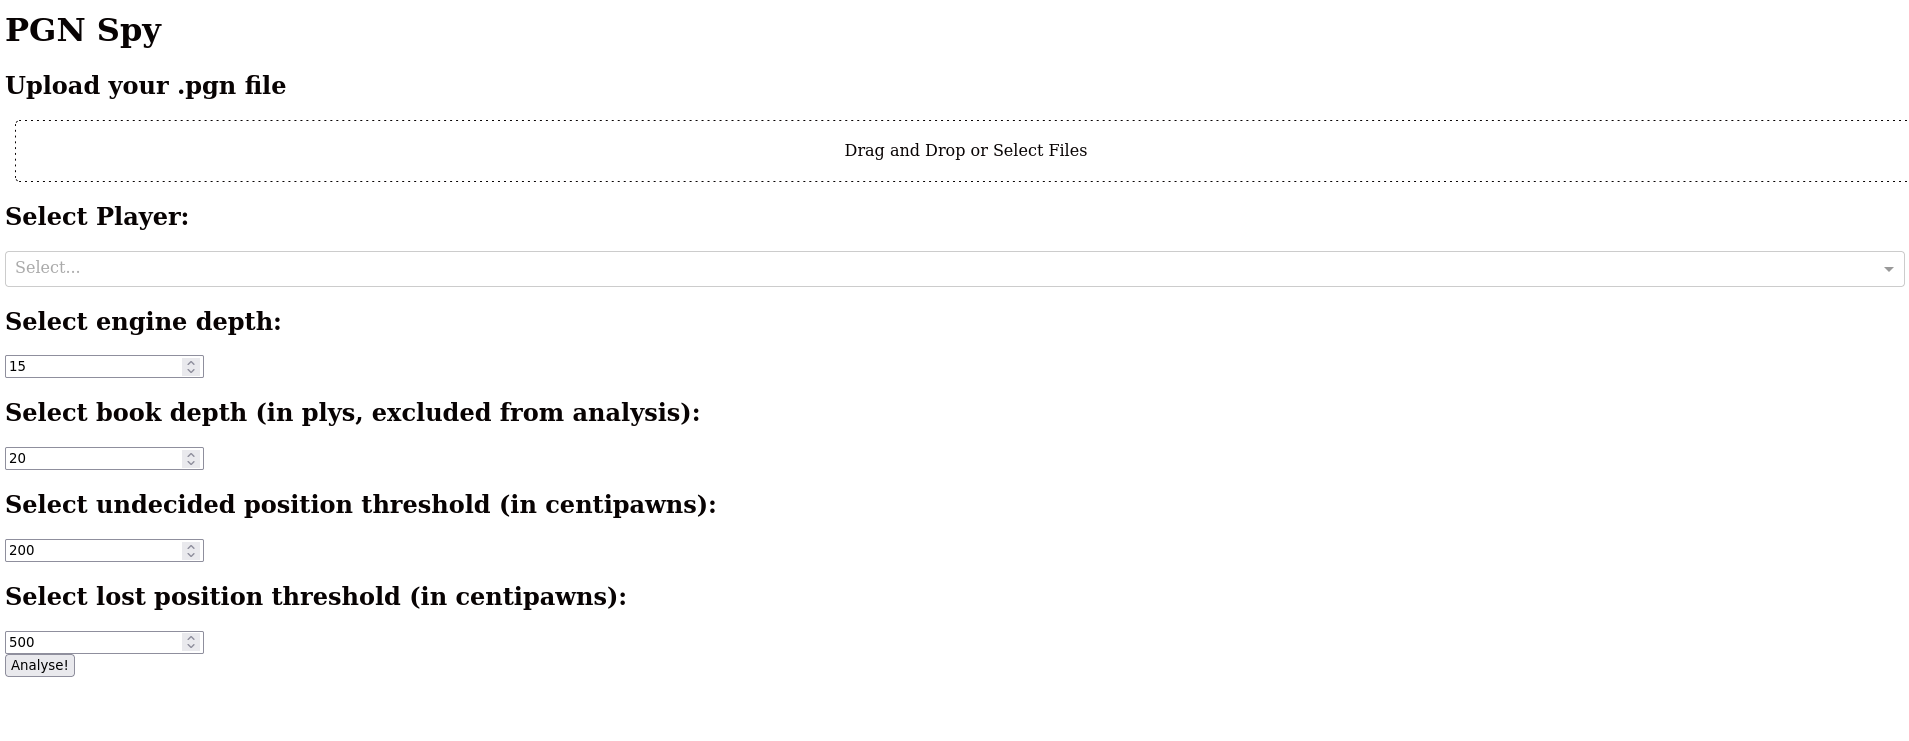 PGN Spy
Upload your .pgn file
Drag and Drop or Select Files
Select Player:
Select...
Select engine depth:
15
Select book depth (in plys, excluded from analysis):
20
Select undecided position threshold (in centipawns):
200
Select lost position threshold (in centipawns):
500
Analyse!